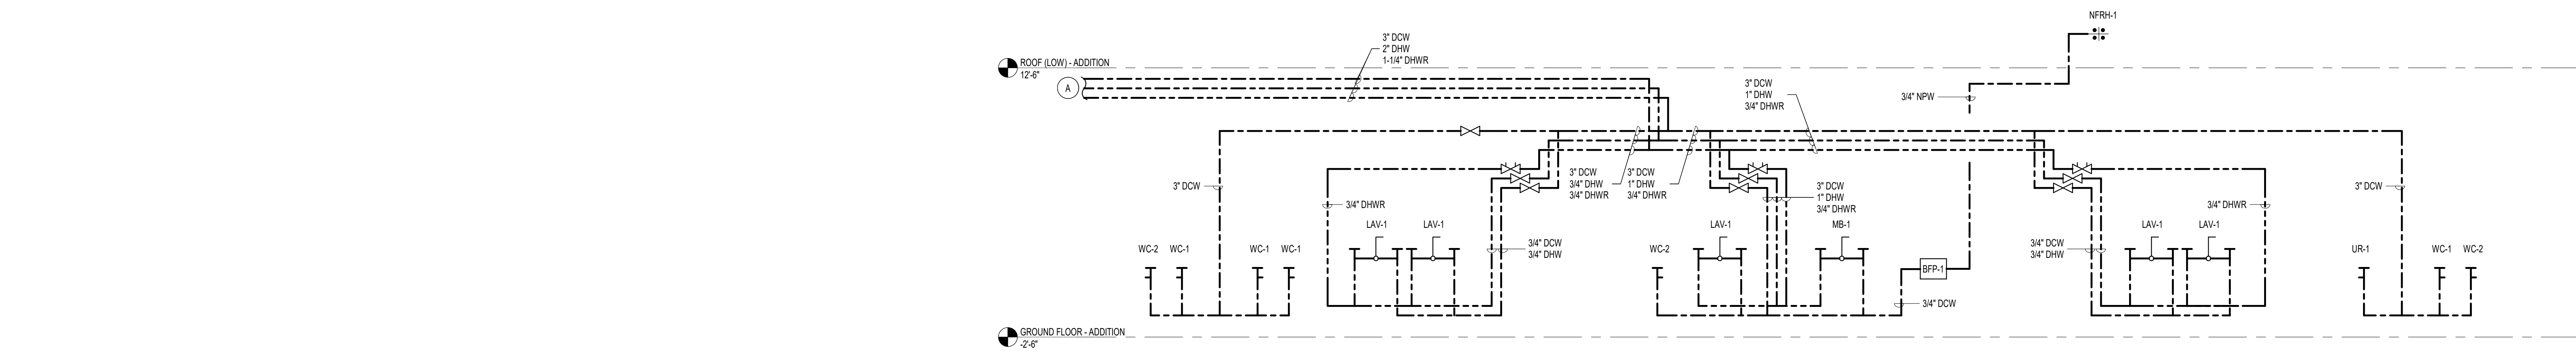 NFRH-1
3" DCW
2" DHW
1-1/4" DHWR
ROOF (LOW) - ADDITION
12'-6"
A
3" DCW
1" DHW
3/4" DHWR
3/4" NPW
3" DCW
3/4" DHW
3/4" DHWR
3" DCW
1" DHW
3/4" DHWR
3" DCW
3" DCW
1" DHW
3/4" DHWR
3" DCW
3/4" DHWR
3/4" DHWR
LAV-1
LAV-1
LAV-1
MB-1
LAV-1
LAV-1
WC-2
WC-1
WC-1
WC-1
3/4" DCW
3/4" DHW
WC-2
3/4" DCW
3/4" DHW
UR-1
WC-1
WC-2
BFP-1
3/4" DCW
GROUND FLOOR - ADDITION
-2'-6"